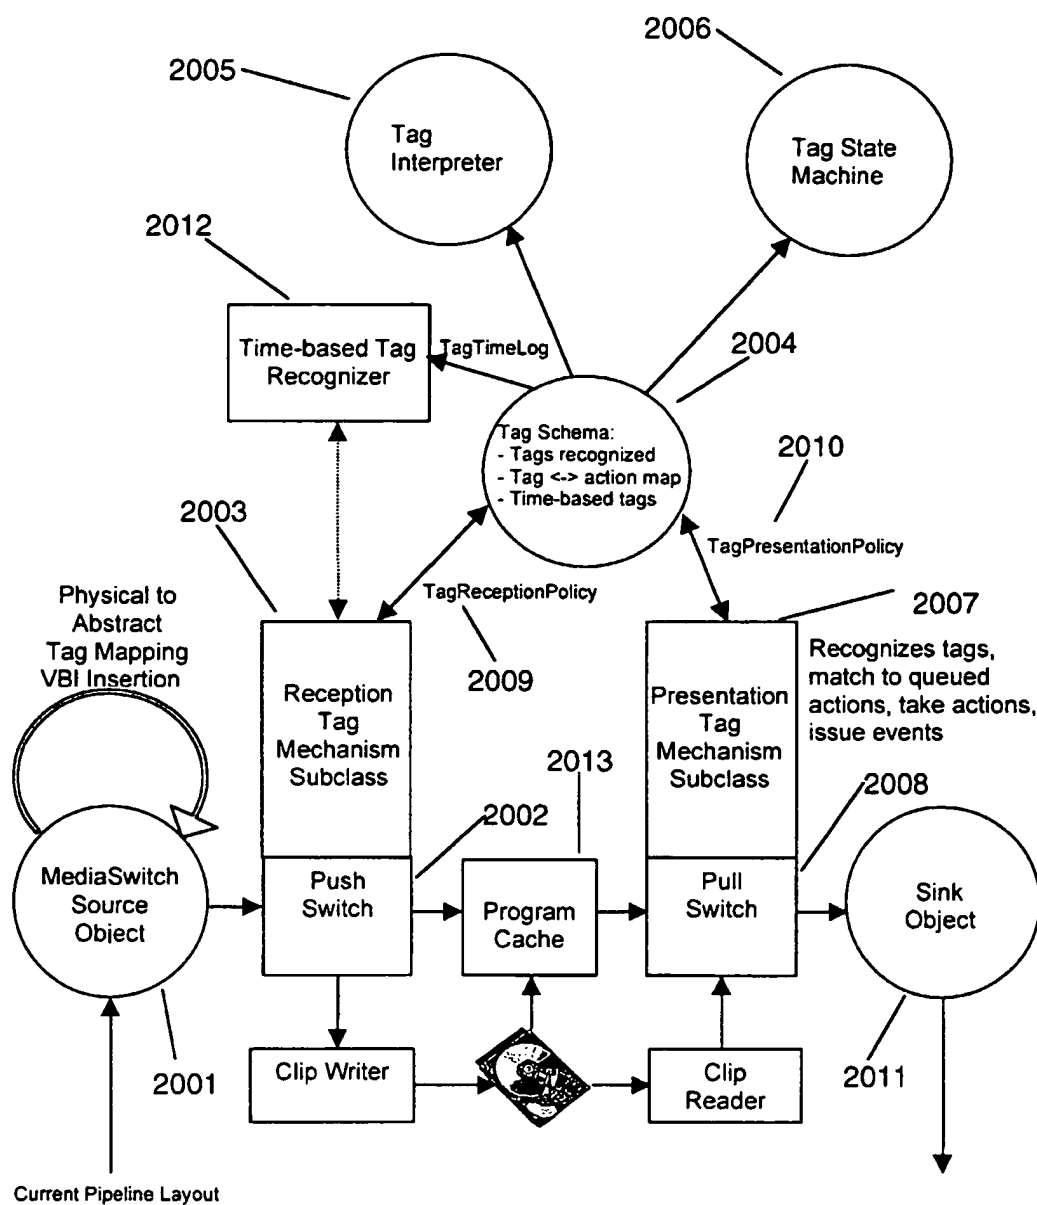 2006
2005
Tag
Interpreter
Tag State
Machine
2012
Time-based Tag
Recognizer
TagTimeLog
2004
Tag Schema:
- Tags recognized
- Tag <-> action map
- Time-based tags
2010
2003
TagPresentationPolicy
TagReceptionPolicy
Physical to
Abstract
Tag Mapping
VBI Insertion
2009
2007
Recognizes tags,
match to queued
actions, take actions,
issue events
Reception
Tag
Mechanism
Subclass
Presentation
Tag
Mechanism
Subclass
2013
2002
2008
MediaSwitch
Source
Object
Push
Switch
Program
Cache
Pull
Switch
Sink
Object
2001
Clip Writer
Clip
Reader
2011
Current Pipeline Layout